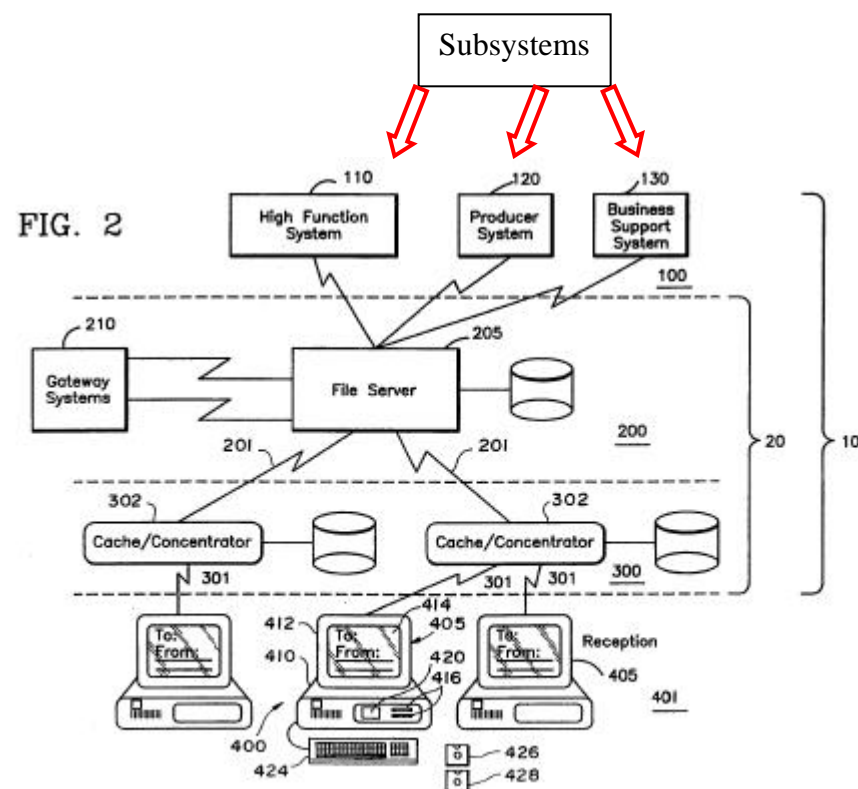 Subsystems
110
120
130
FIG. 2
High Function
System
Producer
System
Business
Support
System
100
210
205
Gateway
Systems
File Server
200
20
10
201
201
302
302
Cache/Concentrator
Cache/Concentrator
301
301
301
300
412
414
405
To:
From:
To:
From:
To:
From:
Reception
410
420
416
405
401
400
424
426
428